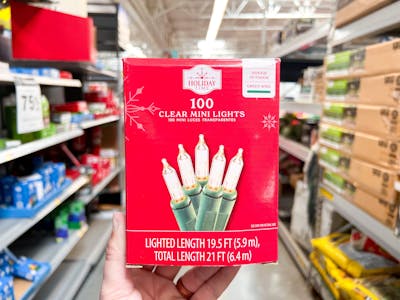 HOLIDAY
TIME
100
CLEAR MINI LIGHTS
100 MINI LUCES TRANSPARENTES
LIGHTED LENGTH 19.5 FT (5.9 m),
TOTAL LENGTH 21 FT (6.4 m)